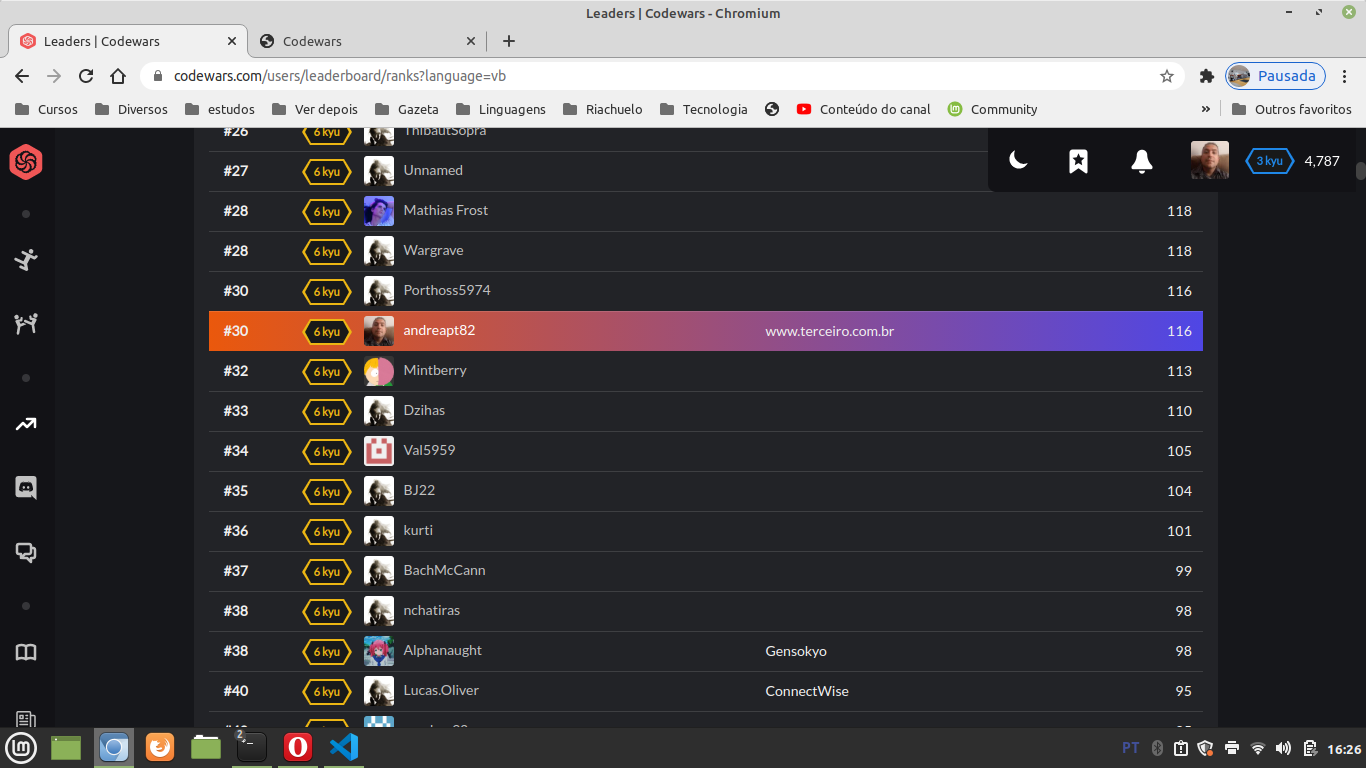 Leaders | Codewars - Chromium
Leaders | Codewars
Codewars
codewars.com/users/leaderboard/ranks?language=vb
Pausada
Cursos Diversos estudos Ver depois Gazeta Linguagens Riachuelo Tecnologia Conteúdo do canal Community » Outros favoritos
3 kyu 4,787
#26 6 kyu ThibautSopra
#27 6 kyu Unnamed
#28 6 kyu Mathias Frost 118
#28 6 kyu Wargrave 118
#30 6 kyu Porthoss5974 116
#30 6 kyu andreapt82 www.terceiro.com.br 116
#32 6 kyu Mintberry 113
#33 6 kyu Dzihas 110
#34 6 kyu Val5959 105
#35 6 kyu BJ22 104
#36 6 kyu kurti 101
#37 6 kyu BachMcCann 99
#38 6 kyu nchatiras 98
#38 6 kyu Alphanaught Gensokyo 98
#40 6 kyu Lucas.Oliver ConnectWise 95
2
PT 16:26